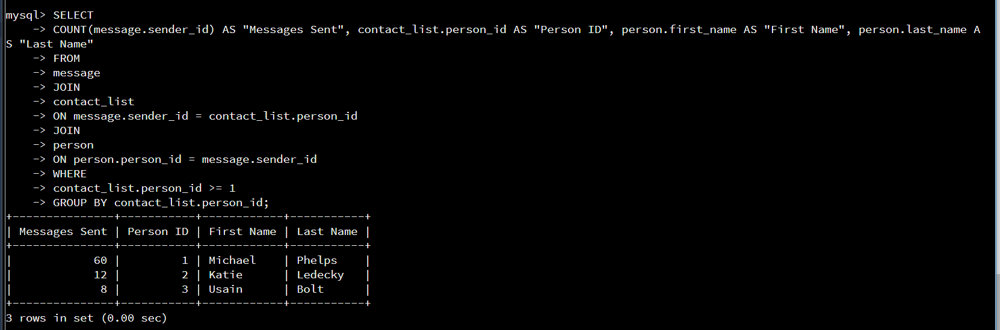 mysql> SELECT
    -> COUNT(message.sender_id) AS "Messages Sent", contact_list.person_id AS "Person ID", person.first_name AS "First Name", person.last_name A
S "Last Name"
    -> FROM
    -> message
    -> JOIN
    -> contact_list
    -> ON message.sender_id = contact_list.person_id
    -> JOIN
    -> person
    -> ON person.person_id = message.sender_id
    -> WHERE
    -> contact_list.person_id >= 1
    -> GROUP BY contact_list.person_id;
+---------------+-----------+------------+-----------+
| Messages Sent | Person ID | First Name | Last Name |
+---------------+-----------+------------+-----------+
|            60 |         1 | Michael    | Phelps    |
|            12 |         2 | Katie      | Ledecky   |
|             8 |         3 | Usain      | Bolt      |
+---------------+-----------+------------+-----------+
3 rows in set (0.00 sec)